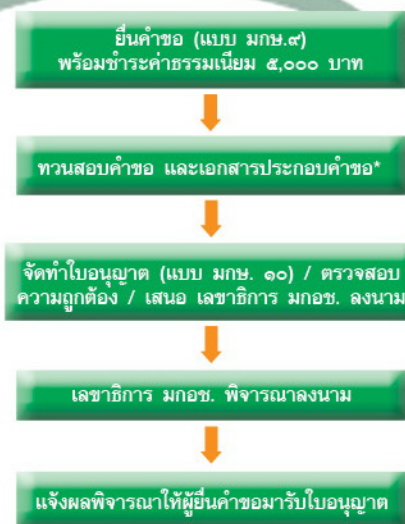 ยื่นคำขอ (แบบ มกษ.๙)
พร้อมชำระค่าธรรมเนียม ๕,๐๐๐ บาท
ทวนสอบคำขอ และเอกสารประกอบคำขอ*
จัดทำใบอนุญาต (แบบ มกษ. ๑๐) / ตรวจสอบ
ความถูกต้อง / เสนอ เลขาธิการ มกอช. ลงนาม
เลขาธิการ มกอช. พิจารณาลงนาม
แจ้งผลพิจารณาให้ผู้ยื่นคำขอมารับใบอนุญาต